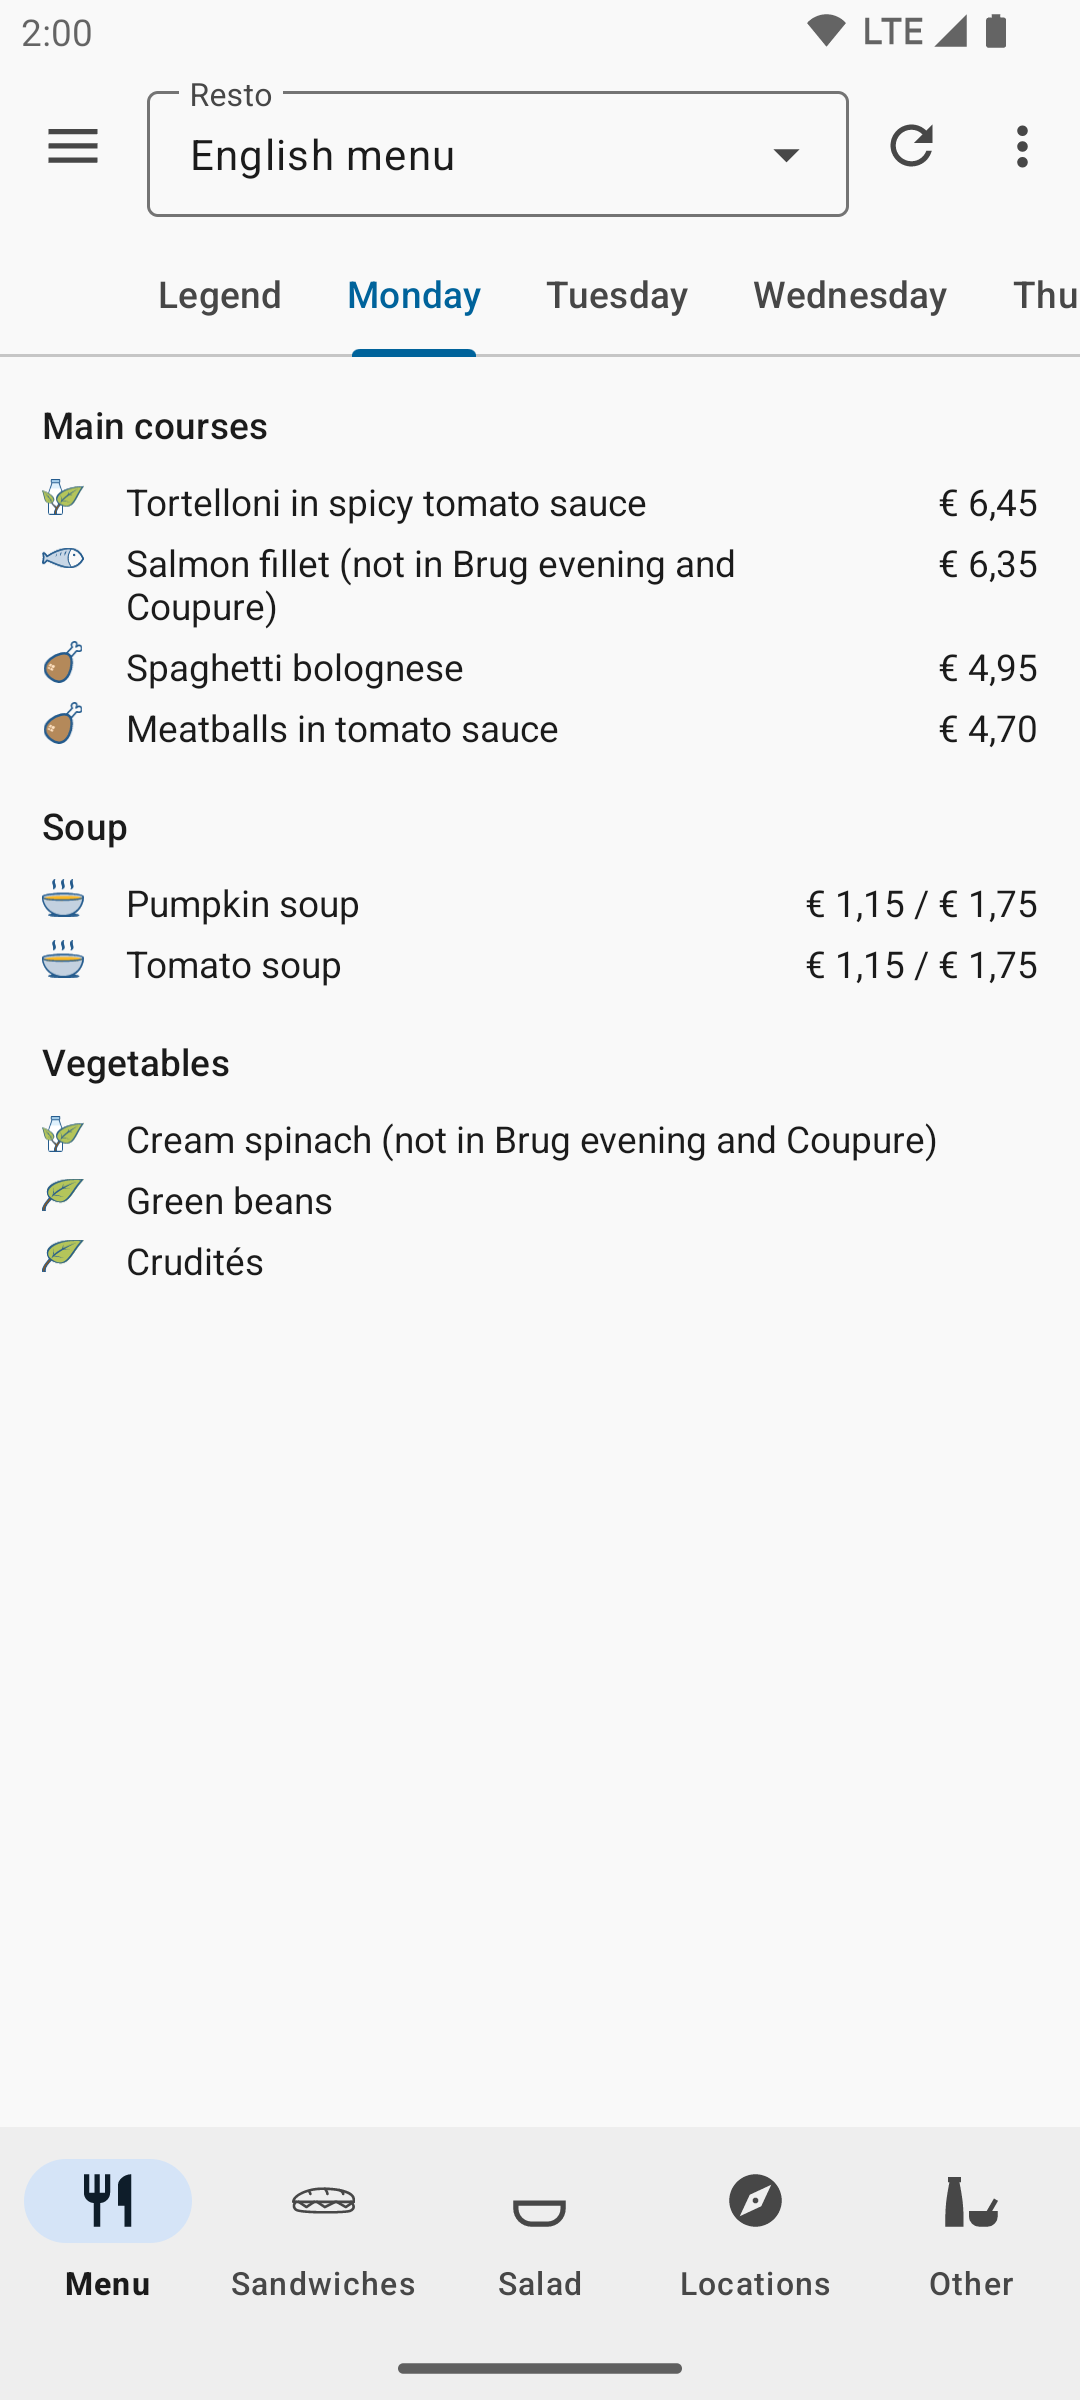 2:00
LTE
Resto
English menu
Legend
Monday
Tuesday
Wednesday
Thu
Main courses
Tortelloni in spicy tomato sauce € 6,45
Salmon fillet (not in Brug evening and € 6,35
Coupure)
Spaghetti bolognese € 4,95
Meatballs in tomato sauce € 4,70
Soup
Pumpkin soup € 1,15 / € 1,75
Tomato soup € 1,15 / € 1,75
Vegetables
Cream spinach (not in Brug evening and Coupure)
Green beans
Crudités
Menu
Sandwiches
Salad
Locations
Other